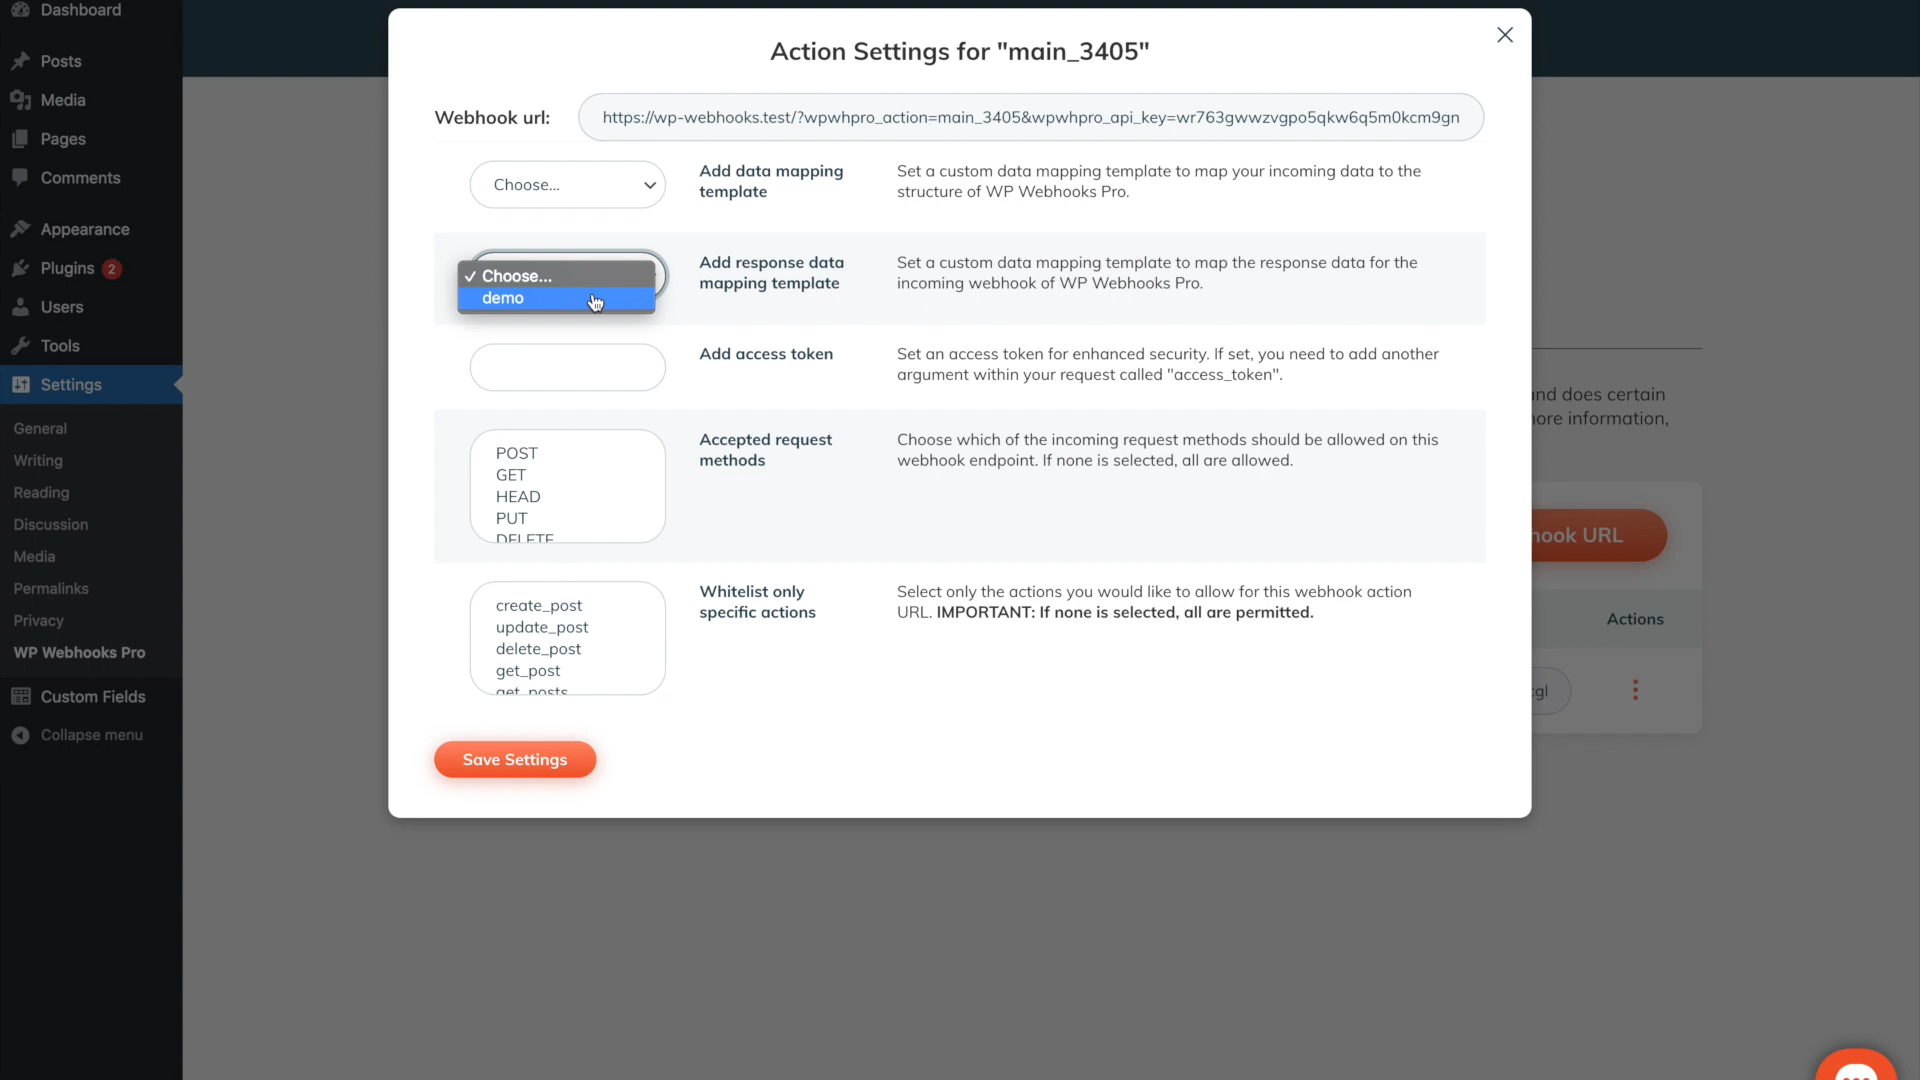 Dashboard
Posts
Media
Pages
Comments
Appearance
Plugins 2
Users
Tools
Settings
General
Writing
Reading
Discussion
Media
Permalinks
Privacy
WP Webhooks Pro
Custom Fields
Collapse menu
Action Settings for "main_3405"
Webhook url:
https://wp-webhooks.test/?wpwhpro_action=main_3405&wpwhpro_api_key=wr763gwwzvgpo5qkw6q5m0kcm9gn
Choose...
Add data mapping
template
Set a custom data mapping template to map your incoming data to the
structure of WP Webhooks Pro.
✓ Choose...
demo
Add response data
mapping template
Set a custom data mapping template to map the response data for the
incoming webhook of WP Webhooks Pro.
Add access token
Set an access token for enhanced security. If set, you need to add another
argument within your request called "access_token".
POST
GET
HEAD
PUT
DELETE
Accepted request
methods
Choose which of the incoming request methods should be allowed on this
webhook endpoint. If none is selected, all are allowed.
create_post
update_post
delete_post
get_post
get_posts
Whitelist only
specific actions
Select only the actions you would like to allow for this webhook action
URL. IMPORTANT: If none is selected, all are permitted.
Save Settings
and does certain
more information,
hook URL
Actions